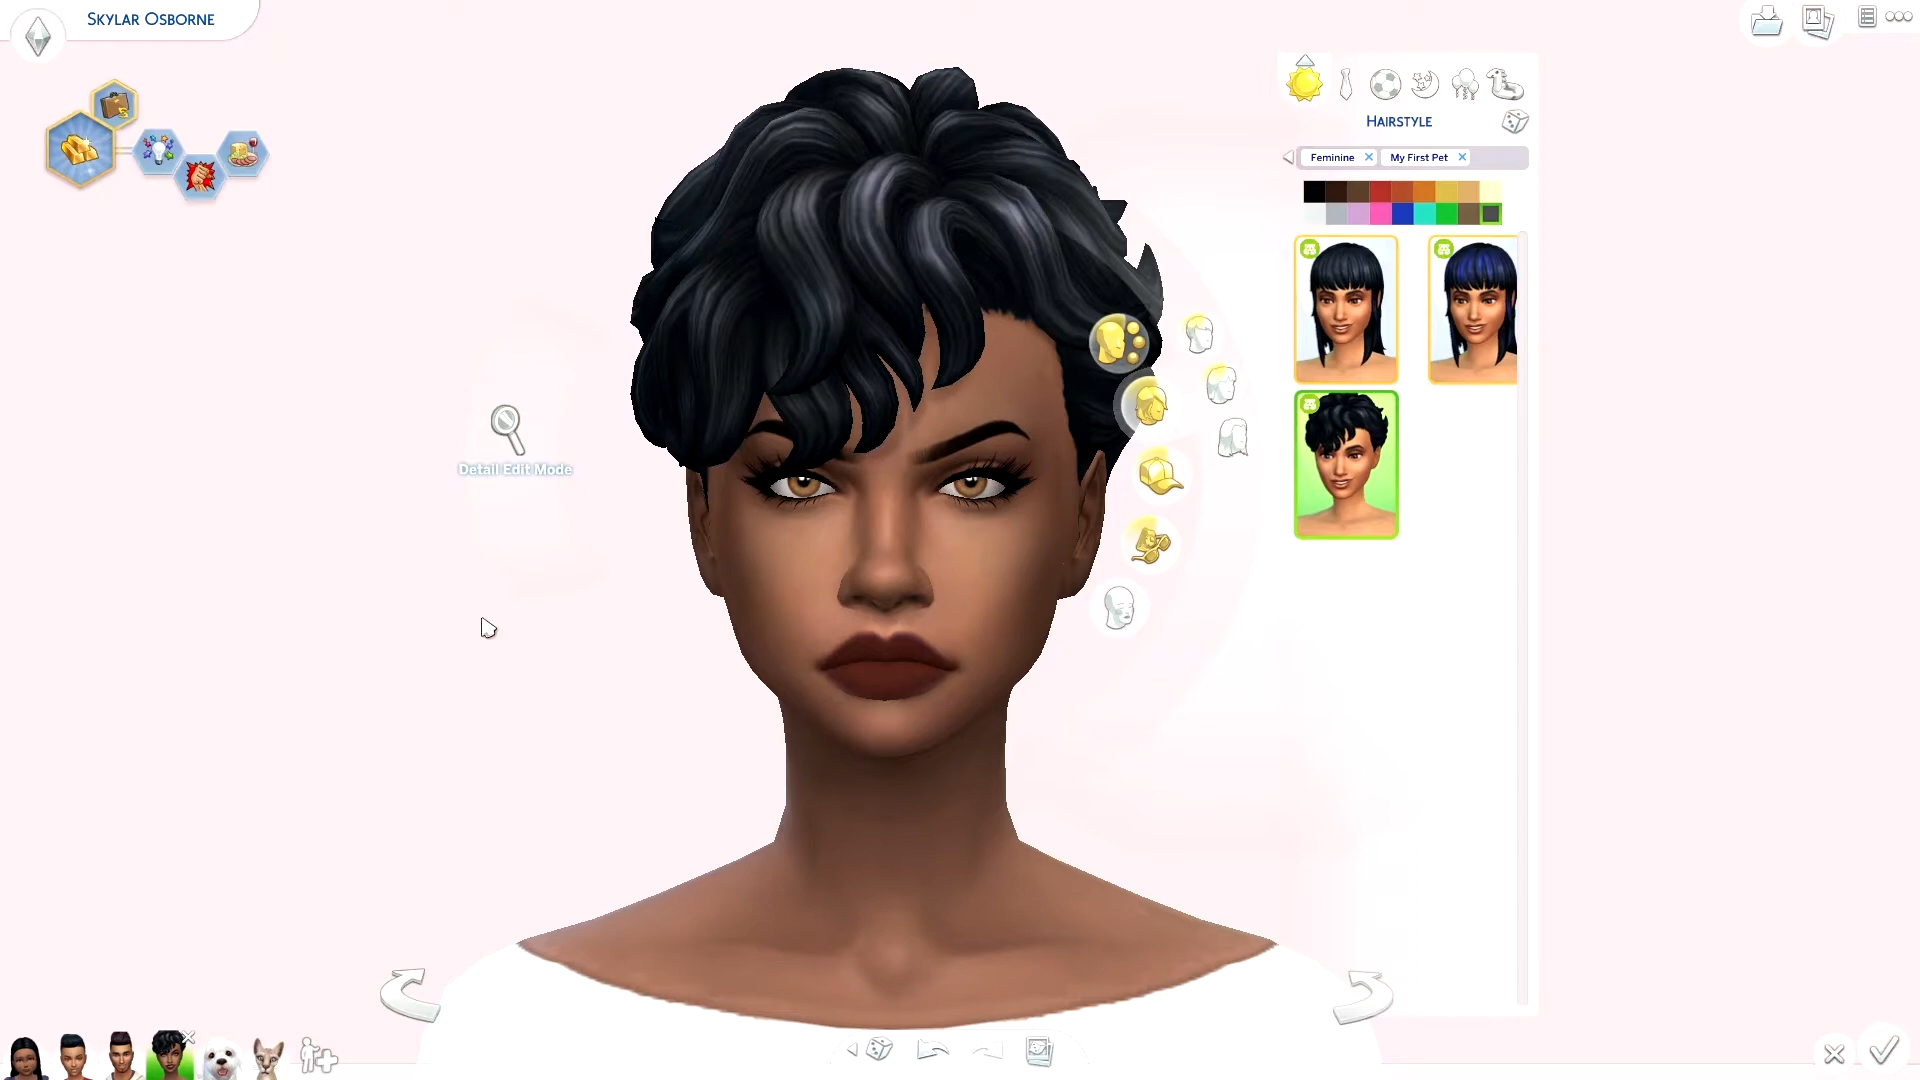 Skylar Osborne
Hairstyle
Feminine
My First Pet
Detail Edit Mode